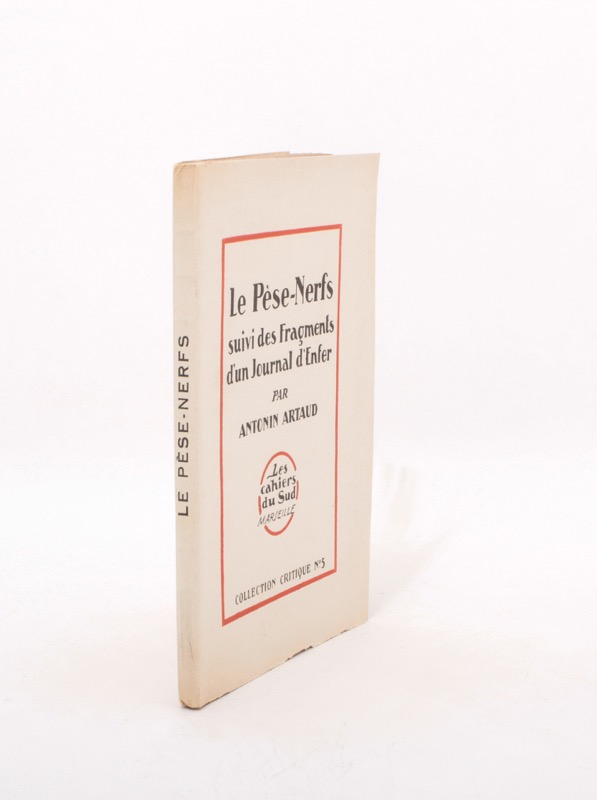 LE PÈSE-NERFS
Le Pèse-Nerfs
suivi des Fragments
d'un Journal d'Enfer
PAR
ANTONIN ARTAUD
Les
cahiers
du Sud
MARSEILLE
COLLECTION CRITIQUE N°5